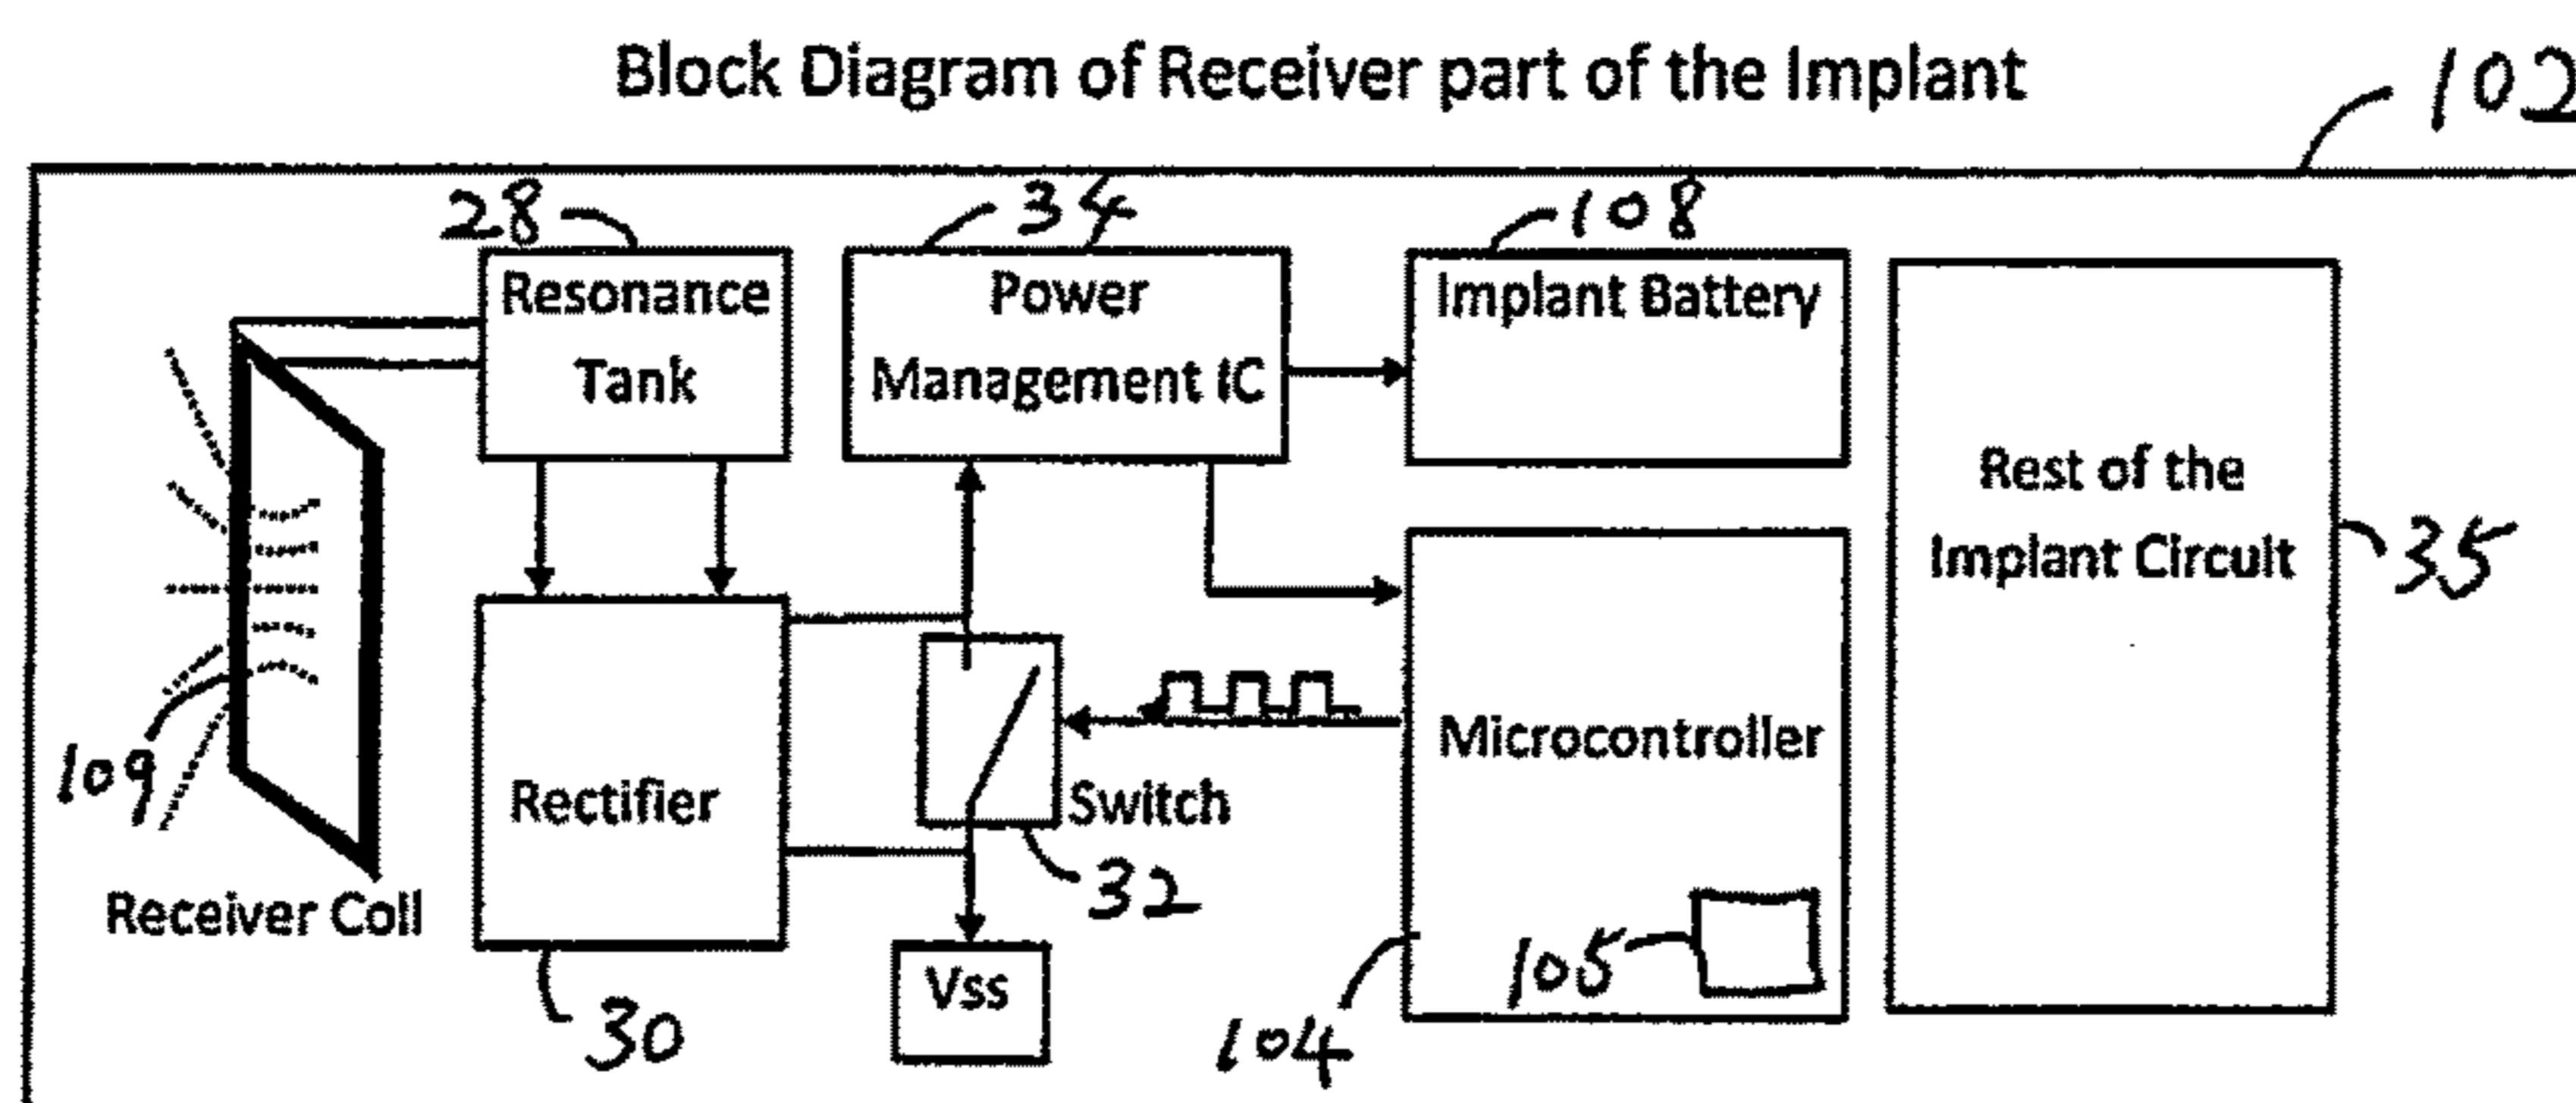 Block Diagram of Receiver part of the Implant
102
28
34
108
Resonance
Tank
Power
Management IC
Implant Battery
Rest of the
Implant Circuit
35
109
Receiver Coil
Rectifier
30
Switch
32
Vss
Microcontroller
105
104